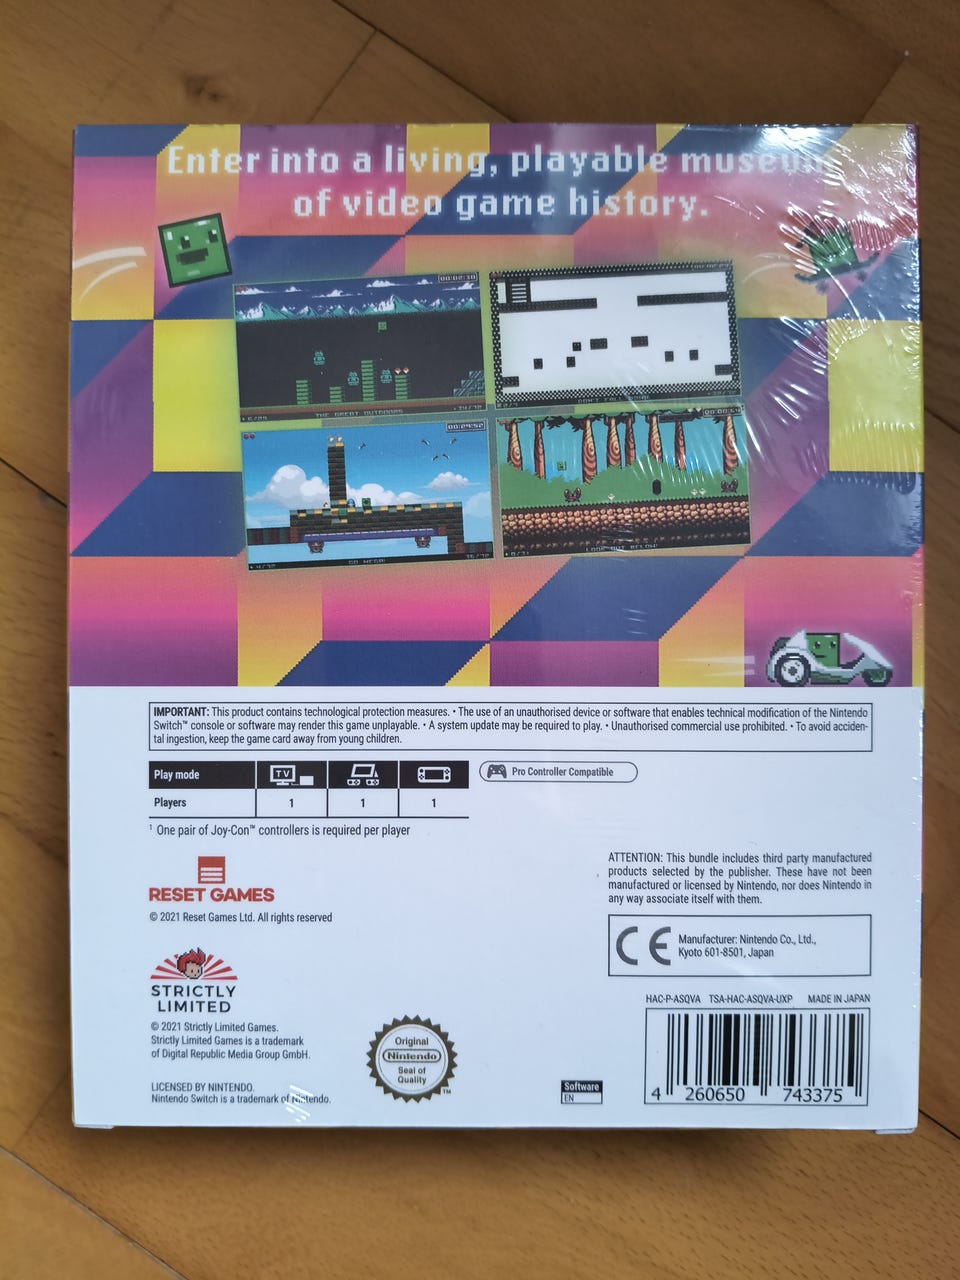 Enter into a living, playable museum
of video game history.
00:02:30
THE GREAT OUTDOORS
00:29:52
GO MEGA!
LOOK OUT BELOW!
IMPORTANT: This product contains technological protection measures. • The use of an unauthorised device or software that enables technical modification of the Nintendo
Switch™ console or software may render this game unplayable. • A system update may be required to play. • Unauthorised commercial use prohibited. • To avoid acciden-
tal ingestion, keep the game card away from young children.
Play mode TV
Players 1 1 1
Pro Controller Compatible
¹ One pair of Joy-Con™ controllers is required per player
RESET GAMES
© 2021 Reset Games Ltd. All rights reserved
ATTENTION: This bundle includes third party manufactured
products selected by the publisher. These have not been
manufactured or licensed by Nintendo, nor does Nintendo in
any way associate itself with them.
CE Manufacturer: Nintendo Co., Ltd.,
Kyoto 601-8501, Japan
STRICTLY
LIMITED
© 2021 Strictly Limited Games.
Strictly Limited Games is a trademark
of Digital Republic Media Group GmbH.
LICENSED BY NINTENDO.
Nintendo Switch is a trademark of Nintendo.
Original
Nintendo
Seal of
Quality
TM
Software
EN
HAC-P-ASQVA TSA-HAC-ASQVA-UXP MADE IN JAPAN
4 260650 743375